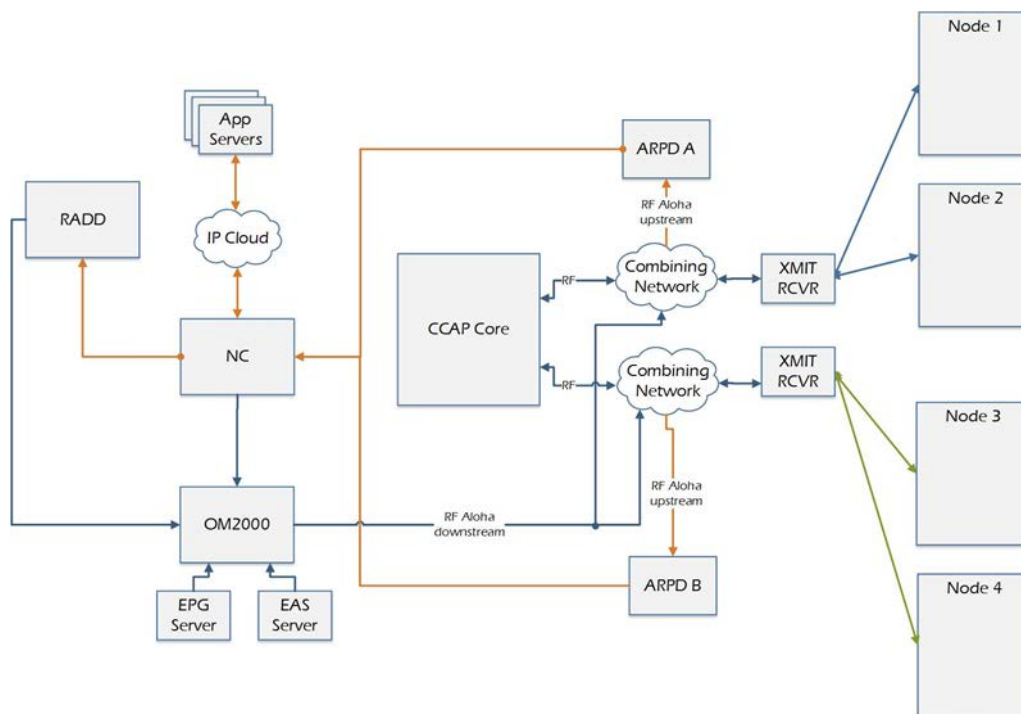 Node 1
App
Servers
ARPD A
RADD
RF Aloha
upstream
Node 2
IP Cloud
Combining
Network
XMIT
RCVR
RF
CCAP Core
NC
Combining
Network
XMIT
RCVR
RF
Node 3
RF Aloha
upstream
OM2000
RF Aloha
downstream
ARPD B
Node 4
EPG
Server
EAS
Server